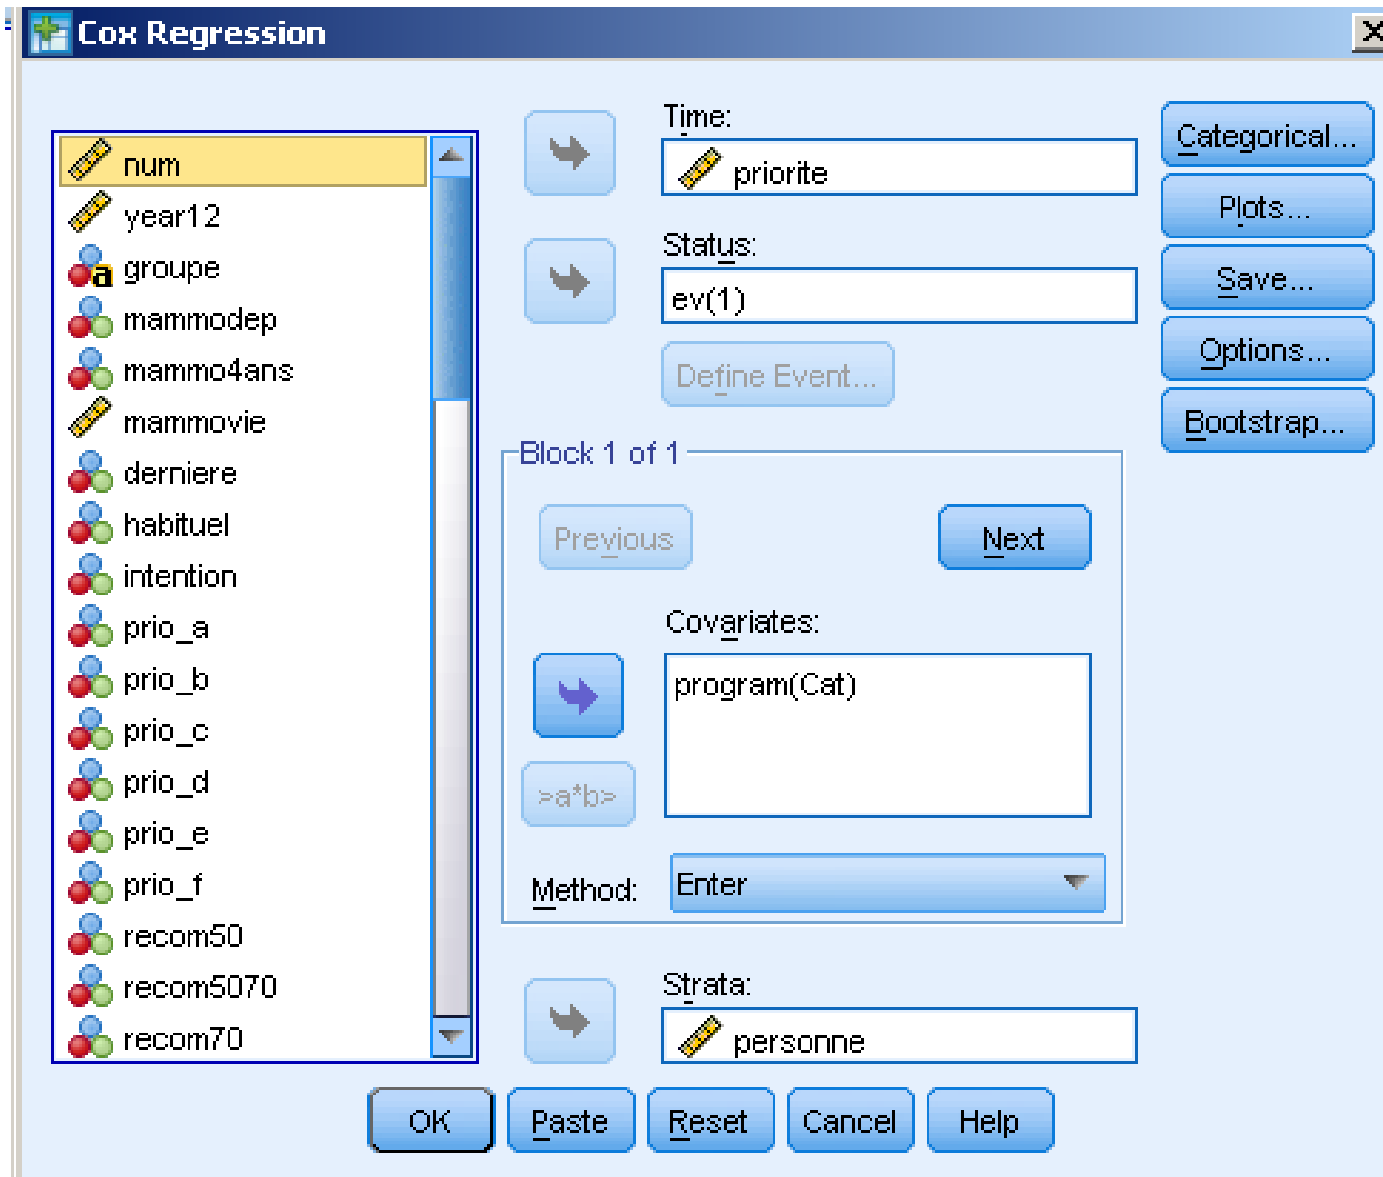 Cox Regression
num
year12
groupe
mammodep
mammo4ans
mammovie
derniere
habituel
intention
prio_a
prio_b
prio_c
prio_d
prio_e
prio_f
recom50
recom5070
recom70
Time:
priorite
Status:
ev(1)
Define Event...
Block 1 of 1
Previous
Next
Covariates:
program(Cat)
>a*b>
Method:
Enter
Strata:
personne
Categorical...
Plots...
Save...
Options...
Bootstrap...
OK
Paste
Reset
Cancel
Help